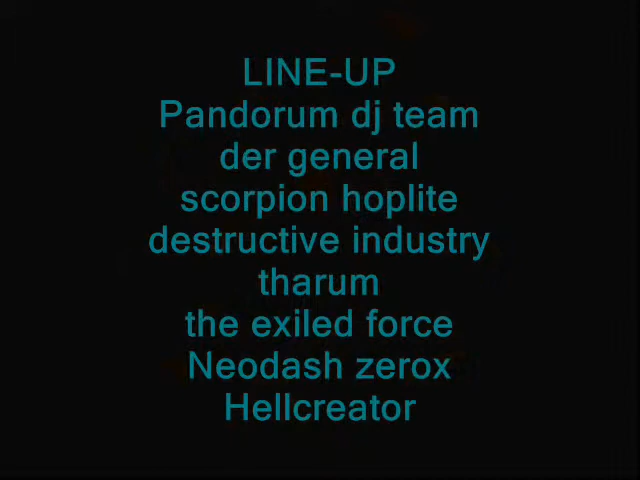 LINE-UP
Pandorum dj team
der general
scorpion hoplite
destructive industry
tharum
the exiled force
Neodash zerox
Hellcreator